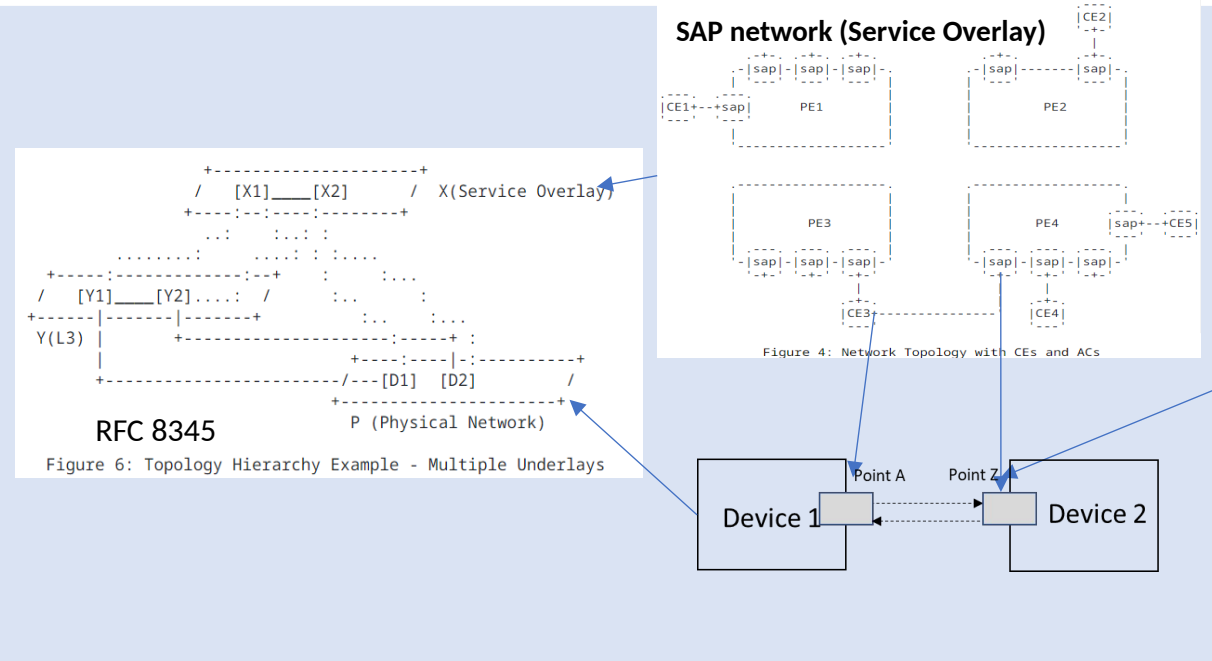 SAP network (Service Overlay)
.---.
|CE2|
'-+-'
|
.-+-. .-+-. .-+-. .-+-. .-+-.
.-|sap|-|sap|-|sap|-. .-|sap|-------|sap|-.
| '---' '---' '---' | | '---' '---' |
.---. .---. | | |
|CE1+--+sap| PE1 | | PE2 |
'---' '---' | | |
| | | |
'-------------------' '-------------------'
.-------------------. .-------------------.
| | | |
| | | .---. .---.
| PE3 | | PE4 |sap+--+CE5|
| | | '---' '---'
| .---. .---. .---. | | .---. .---. .---. |
'-|sap|-|sap|-|sap|-' '-|sap|-|sap|-|sap|-'
'-+-' '-+-' '-+-' '-+-' '-+-' '-+-'
| | |
.-+-. | .-+-.
|CE3+----------------' |CE4|
'---' '---'
Figure 4: Network Topology with CEs and ACs
+---------------------+
/ [X1]____[X2] / X(Service Overlay)
+----:--:----:--------+
..: :..: :
........: ....: : :....
+-----:-------------:--+ : :...
/ [Y1]____[Y2]....: / :.. :
+------|-------|-------+ :.. :...
Y(L3) | +---------------------:-----+ :
| +----:----|-:----------+
+------------------------/---[D1] [D2] /
+----------------------+
P (Physical Network)
RFC 8345
Figure 6: Topology Hierarchy Example - Multiple Underlays
Point A Point Z
Device 1 Device 2